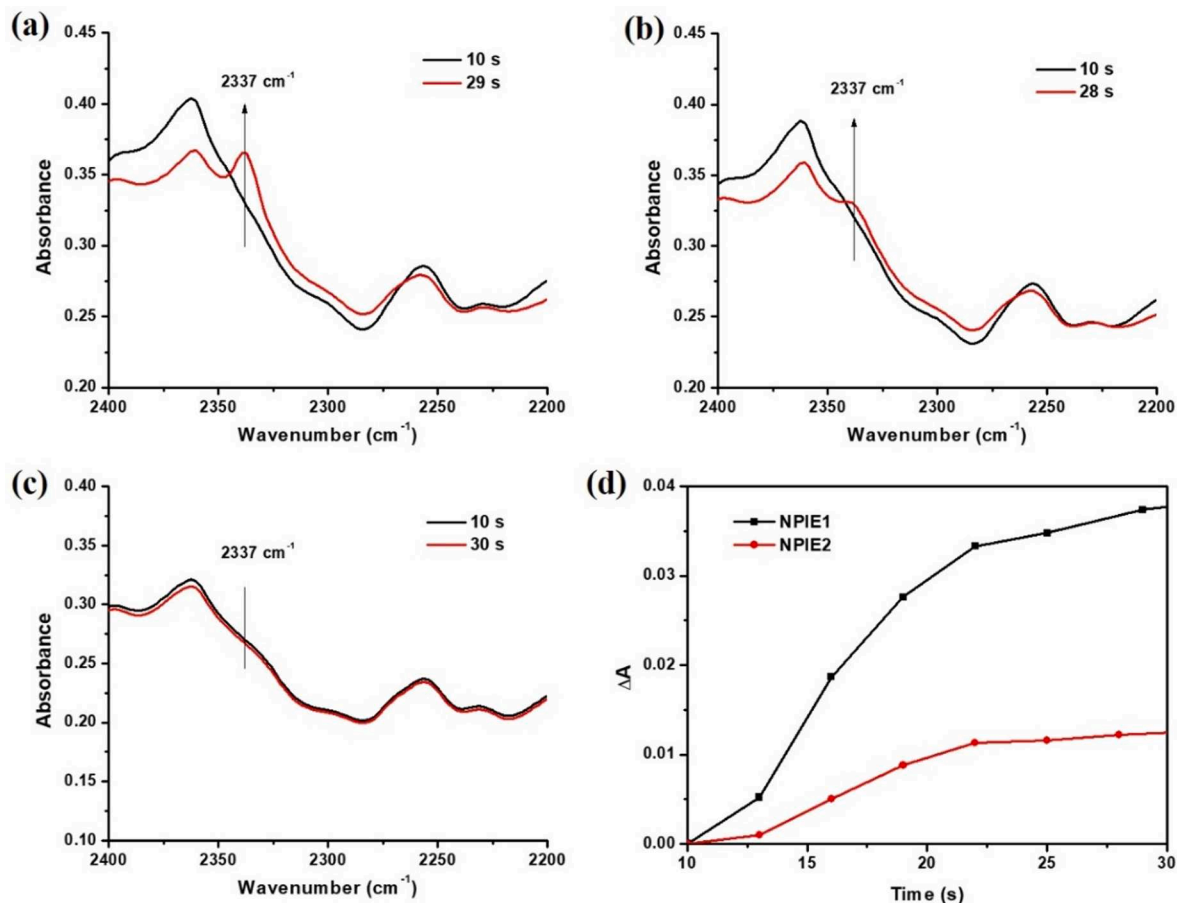 (a)
0.45
0.40
0.35
0.30
0.25
0.20
Absorbance
10 s
29 s
2337 cm⁻¹
2400
2350
2300
2250
2200
Wavenumber (cm⁻¹)
(b)
0.45
0.40
0.35
0.30
0.25
0.20
Absorbance
10 s
28 s
2337 cm⁻¹
2400
2350
2300
2250
2200
Wavenumber (cm⁻¹)
(c)
0.40
0.35
0.30
0.25
0.20
0.15
0.10
Absorbance
10 s
30 s
2337 cm⁻¹
2400
2350
2300
2250
2200
Wavenumber (cm⁻¹)
(d)
0.04
0.03
0.02
0.01
0.00
ΔA
NPIE1
NPIE2
10
15
20
25
30
Time (s)